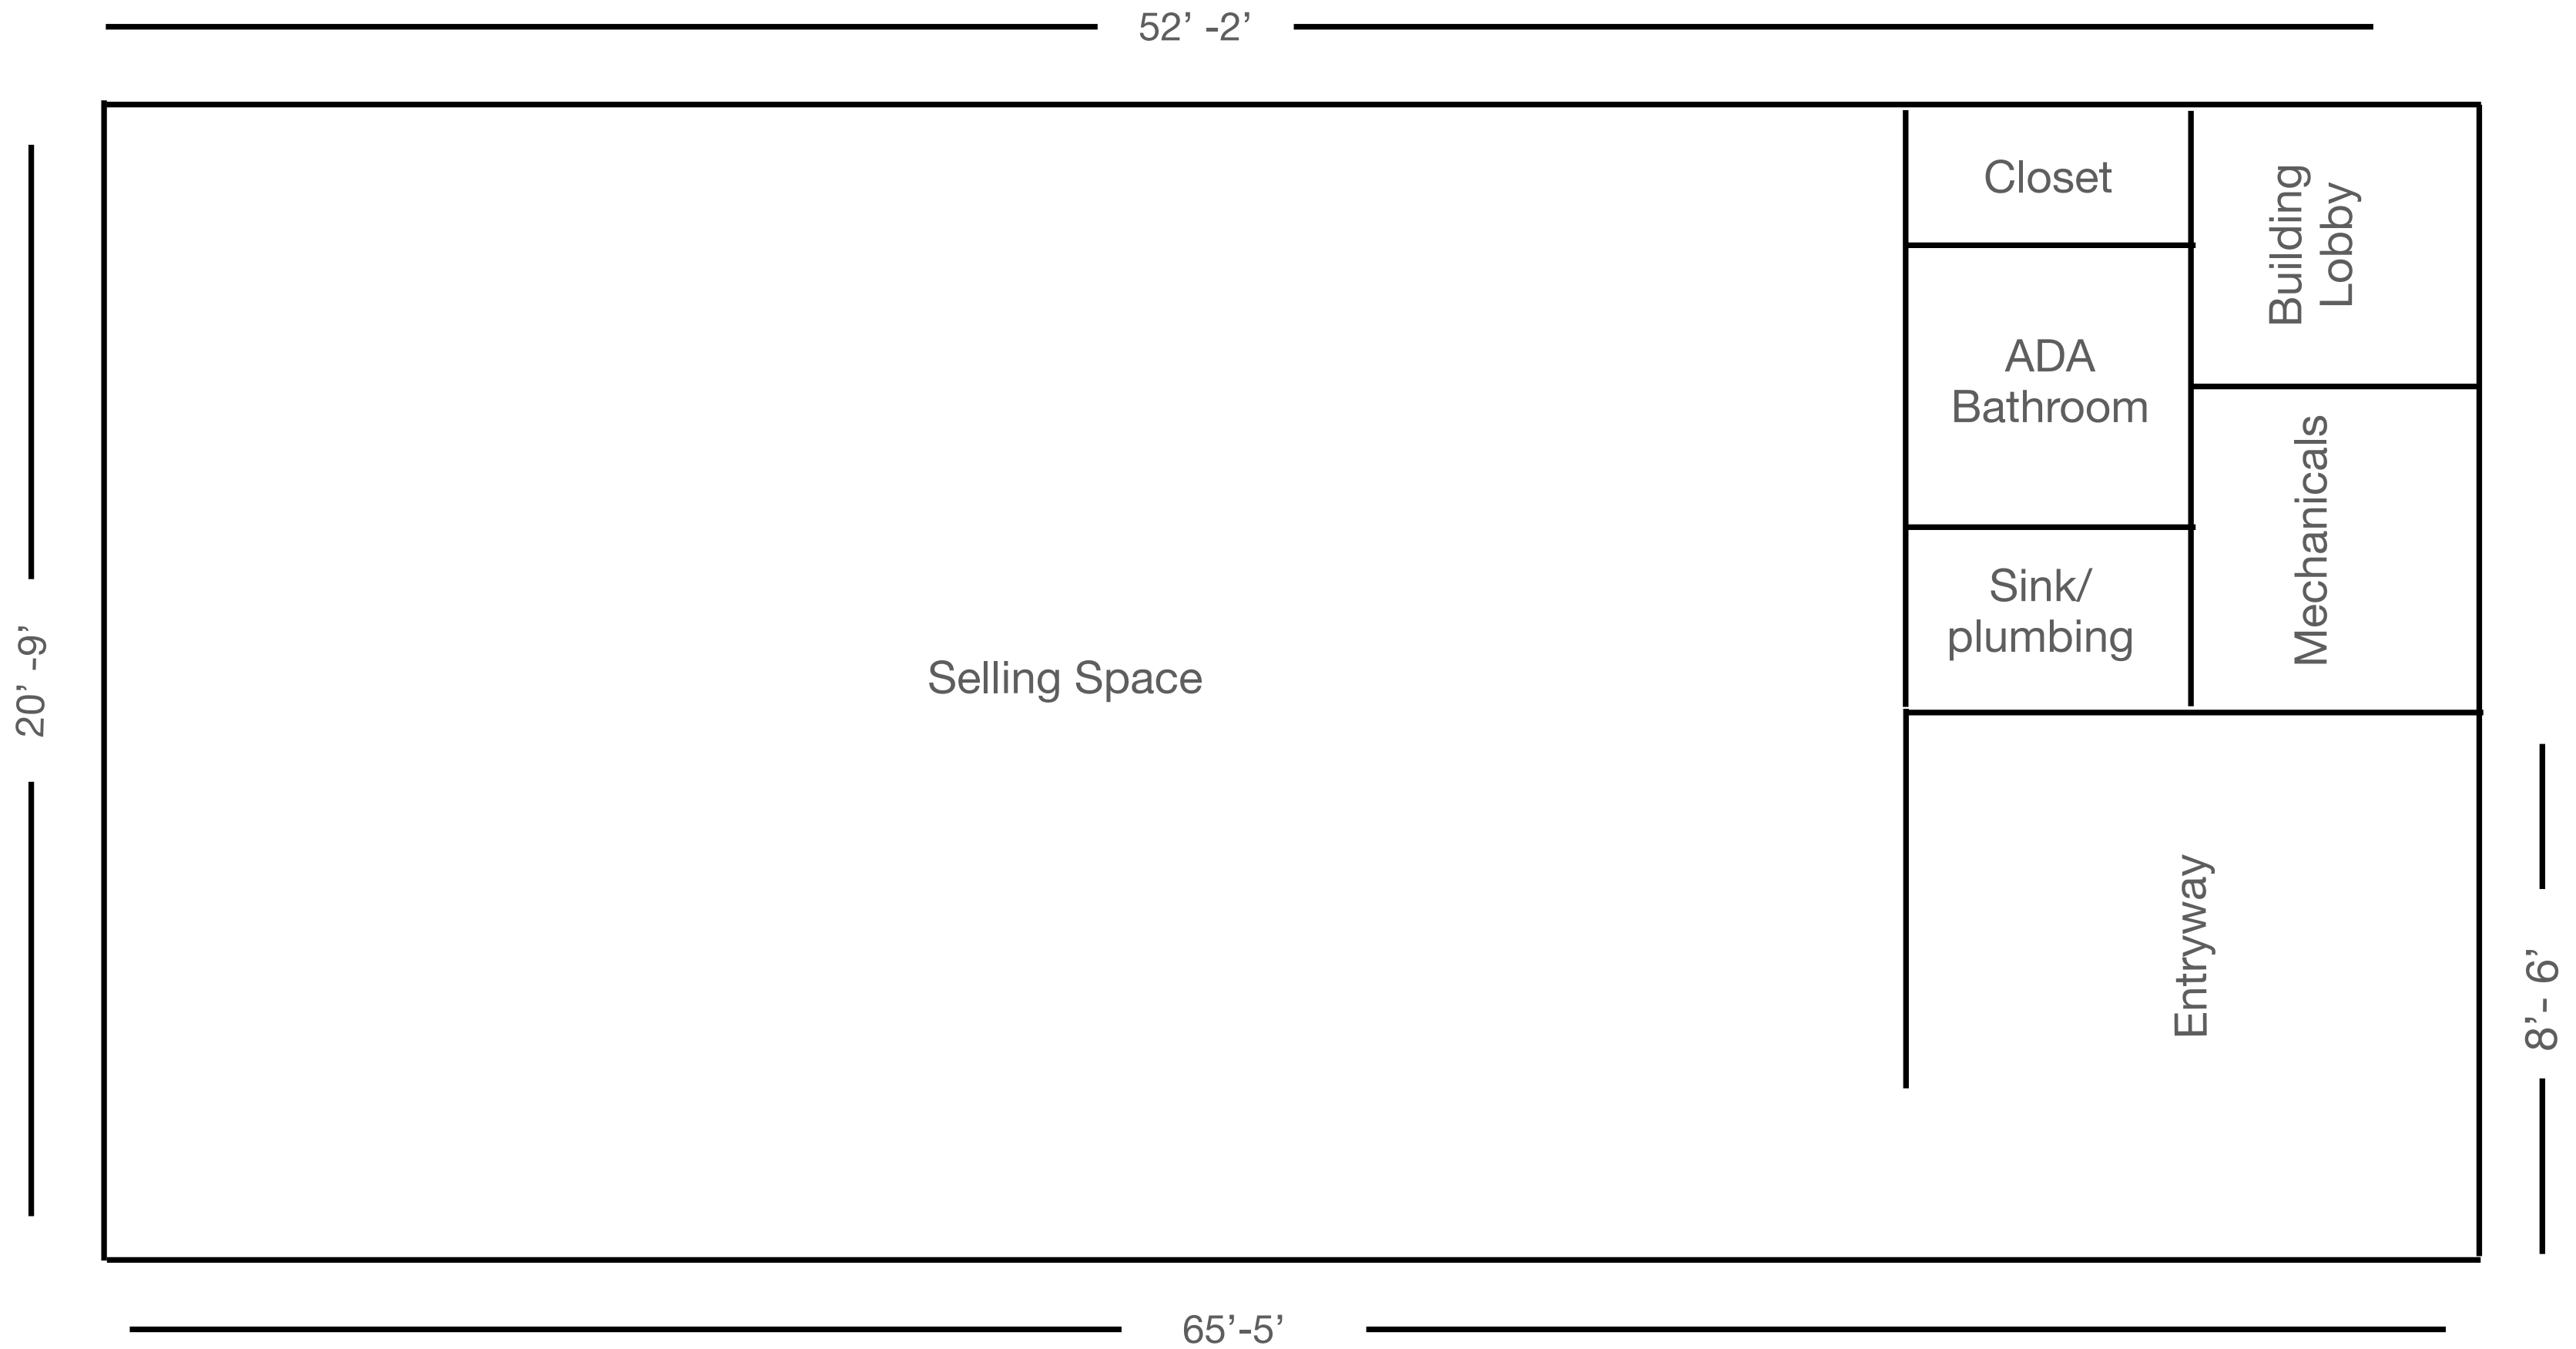 52’ -2’
Closet
Building
Lobby
ADA
Bathroom
Mechanicals
Sink/
plumbing
20’ -9’
Selling Space
Entryway
8’- 6’
65’-5’